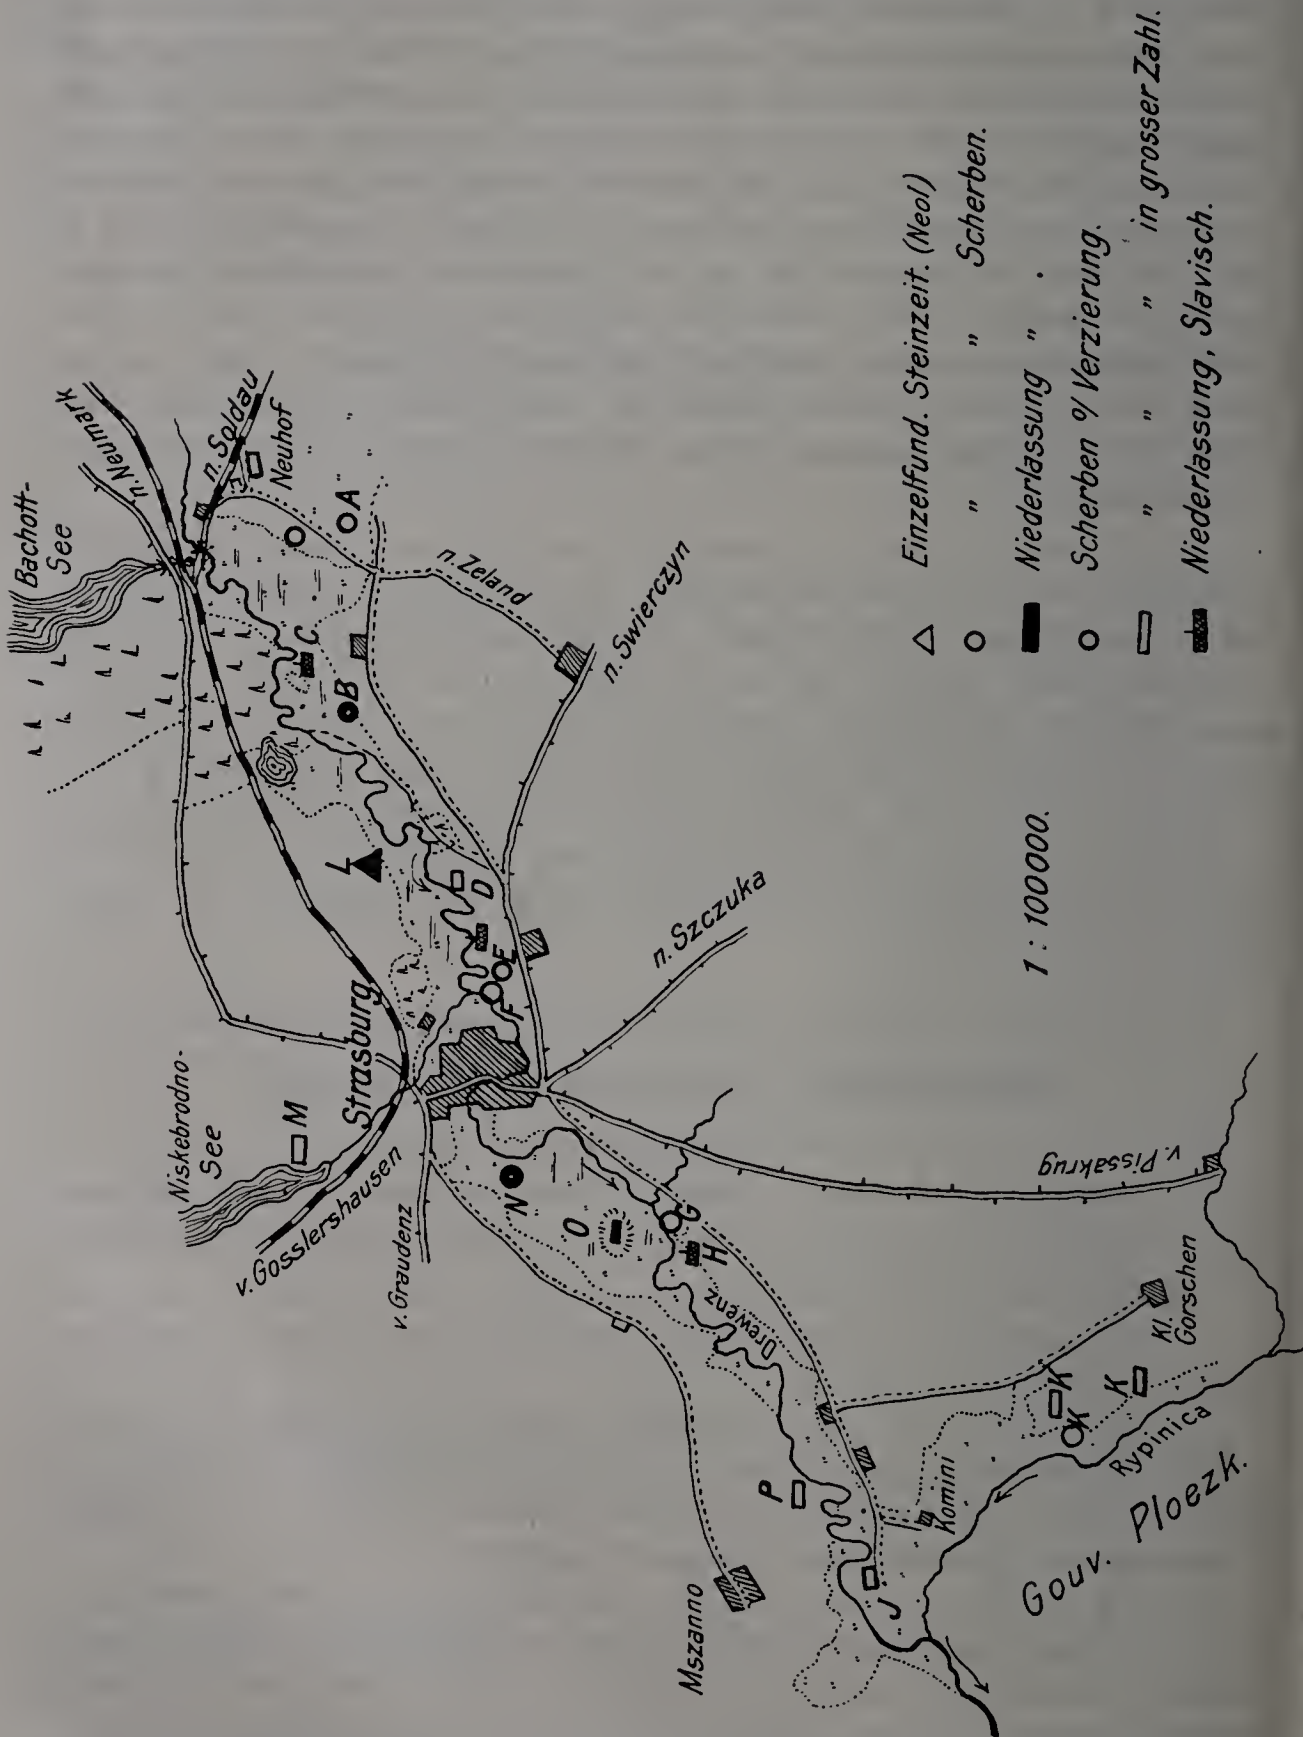 Bachott-
See
n. Neumark
n. Soldau
Neuhof
A
n. Zeland
n. Swierczyn
C
B
L
D
E
F
n. Szczuka
Strasburg
Niskebrodno-
See
M
v. Gosslershausen
v. Graudenz
N
O
G
H
Drewenz
v. Pissakrug
Kl.
Gorschen
K
K
K
Rypinica
Komini
P
J
Mszanno
Gouv. Ploezk.
1 : 100000.
△ Einzelfund. Steinzeit. (Neol)
○ " " Scherben.
Niederlassung " .
○ Scherben % Verzierung.
" " " in grosser Zahl.
Niederlassung, Slavisch.